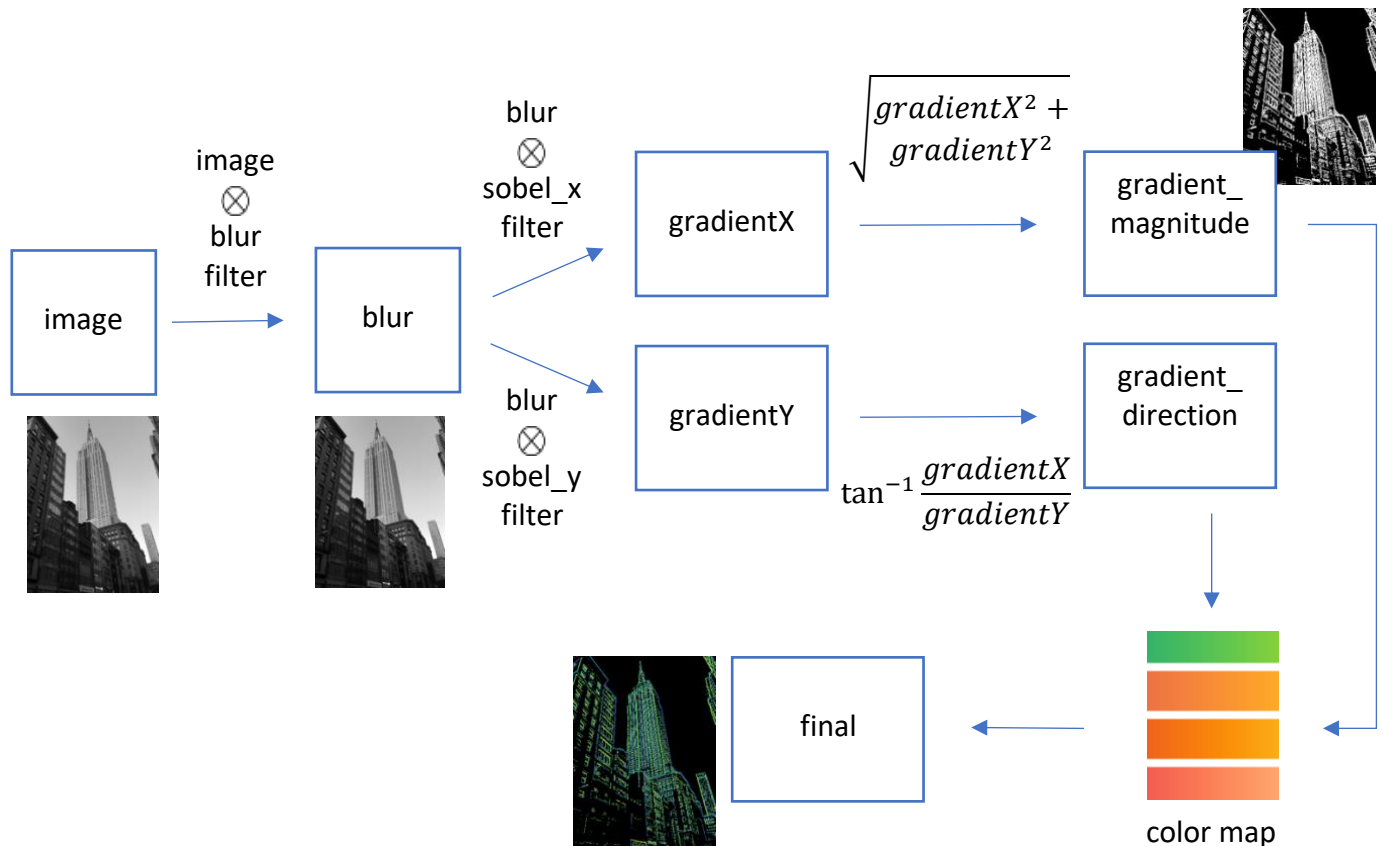 image
image
⊗
blur
filter
blur
blur
⊗
sobel_x
filter
blur
⊗
sobel_y
filter
gradientX
gradientY
√gradientX² +
gradientY²
tan⁻¹ gradientX
gradientY
gradient_
magnitude
gradient_
direction
color map
final